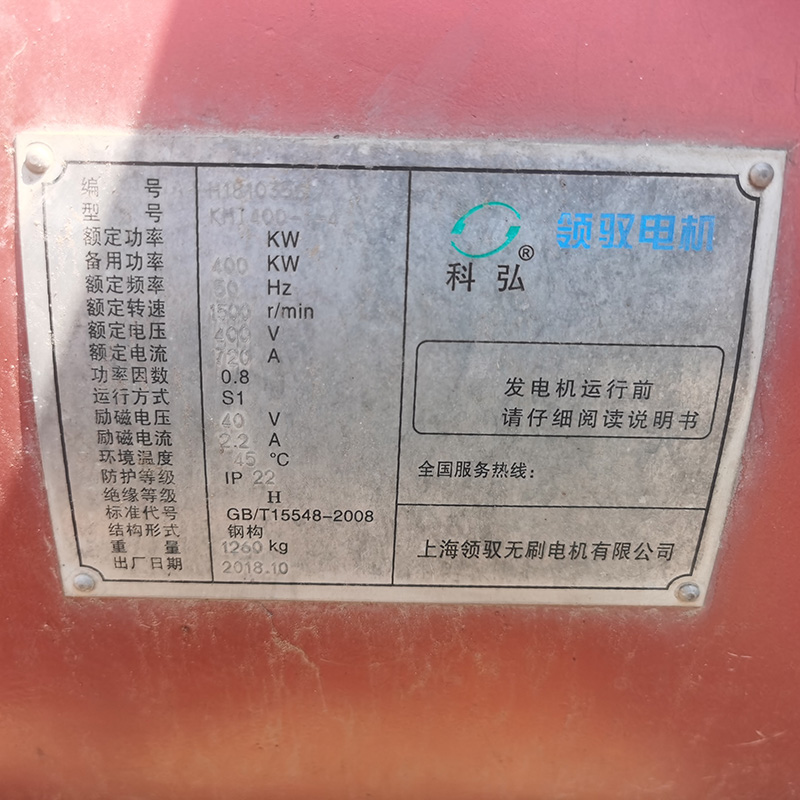 编号
型号
额定功率 KW
备用功率 400 KW
额定频率 50 Hz
额定转速 1500 r/min
额定电压 400 V
额定电流 720 A
功率因数 0.8
运行方式 S1
励磁电压 40 V
励磁电流 2.2 A
环境温度 45 °C
防护等级 IP 22
绝缘等级 H
标准代号 GB/T15548-2008
结构形式 钢构
重量 1260 kg
出厂日期 2018.10
科弘® 领驭电机
发电机运行前
请仔细阅读说明书
全国服务热线：
上海领驭无刷电机有限公司